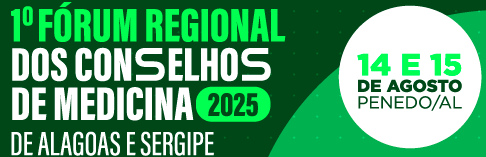 1º FÓRUM REGIONAL
DOS CONSELHOS
DE MEDICINA 2025
DE ALAGOAS E SERGIPE
14 E 15
DE AGOSTO
PENEDO/AL